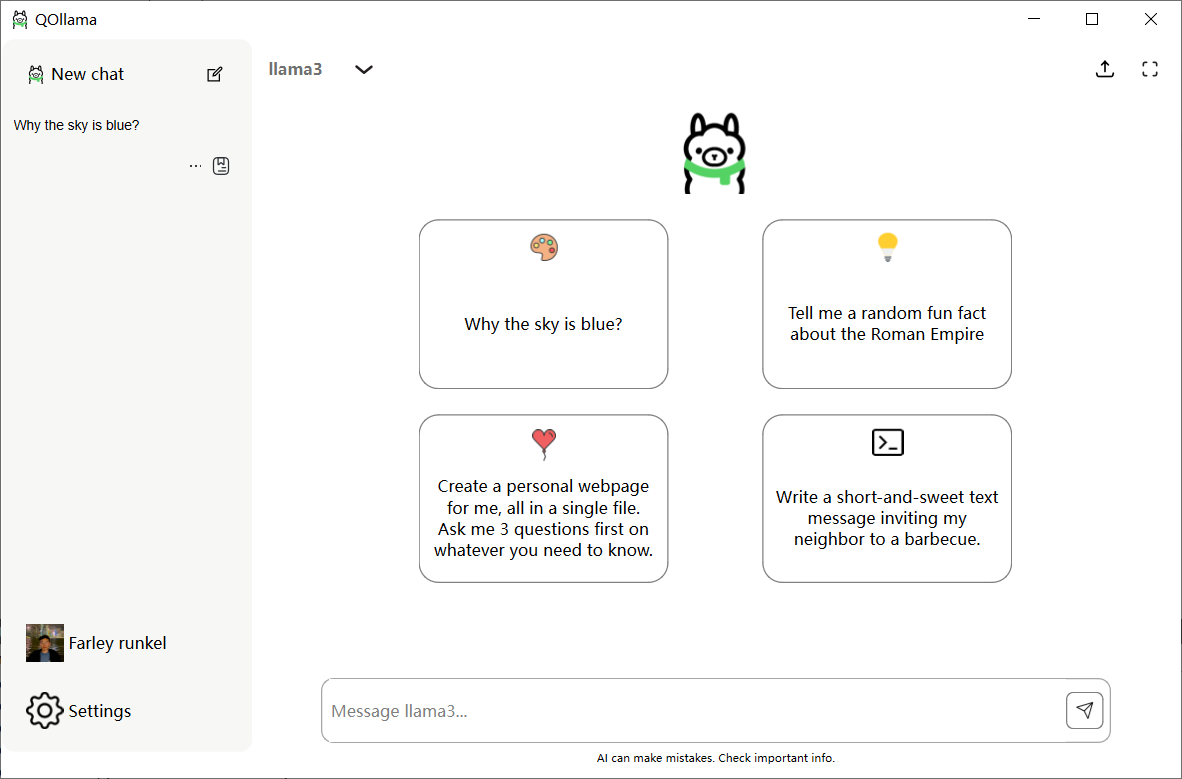 QOllama
New chat
Why the sky is blue?
...
Farley runkel
Settings
llama3
Why the sky is blue?
Tell me a random fun fact
about the Roman Empire
Create a personal webpage
for me, all in a single file.
Ask me 3 questions first on
whatever you need to know.
Write a short-and-sweet text
message inviting my
neighbor to a barbecue.
Message llama3...
AI can make mistakes. Check important info.